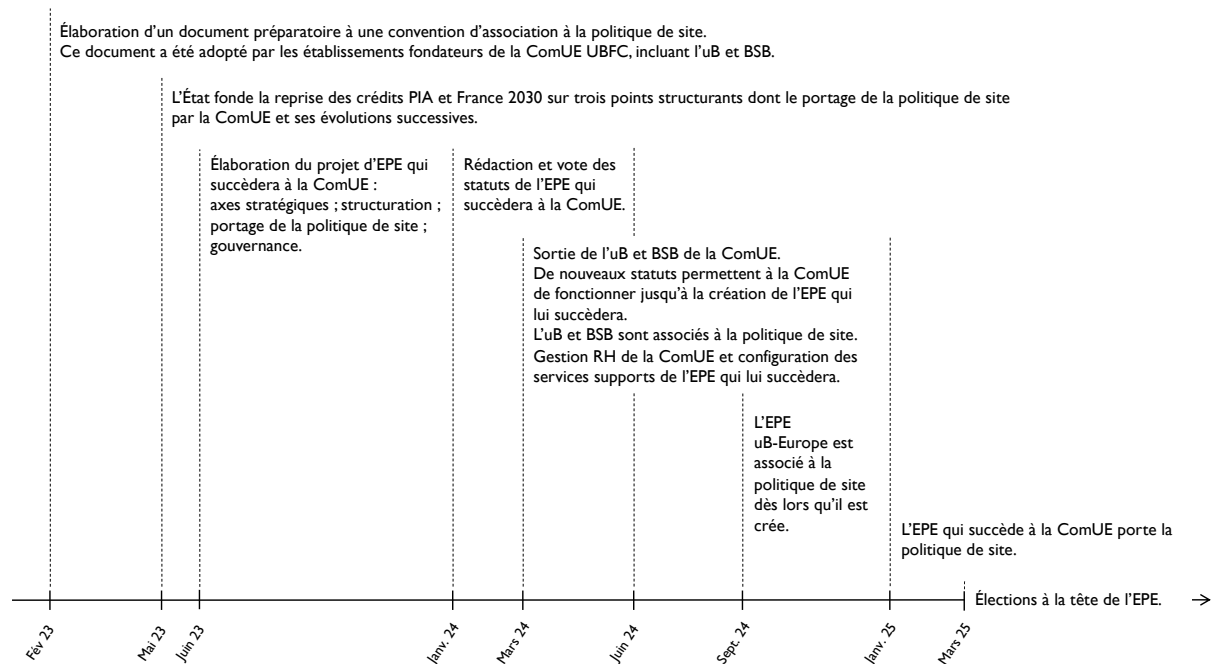 Élaboration d’un document préparatoire à une convention d’association à la politique de site.
Ce document a été adopté par les établissements fondateurs de la ComUE UBFC, incluant l’uB et BSB.
L’État fonde la reprise des crédits PIA et France 2030 sur trois points structurants dont le portage de la politique de site
par la ComUE et ses évolutions successives.
Élaboration du projet d’EPE qui
succèdera à la ComUE :
axes stratégiques ; structuration ;
portage de la politique de site ;
gouvernance.
Rédaction et vote des
statuts de l’EPE qui
succèdera à la ComUE.
Sortie de l’uB et BSB de la ComUE.
De nouveaux statuts permettent à la ComUE
de fonctionner jusqu’à la création de l’EPE qui
lui succèdera.
L’uB et BSB sont associés à la politique de site.
Gestion RH de la ComUE et configuration des
services supports de l’EPE qui lui succèdera.
L’EPE
uB-Europe est
associé à la
politique de site
dès lors qu’il est
crée.
L’EPE qui succède à la ComUE porte la
politique de site.
Élections à la tête de l’EPE.
Fév 23
Mai 23
Juin 23
Janv. 24
Mars 24
Juin 24
Sept. 24
Janv. 25
Mars 25